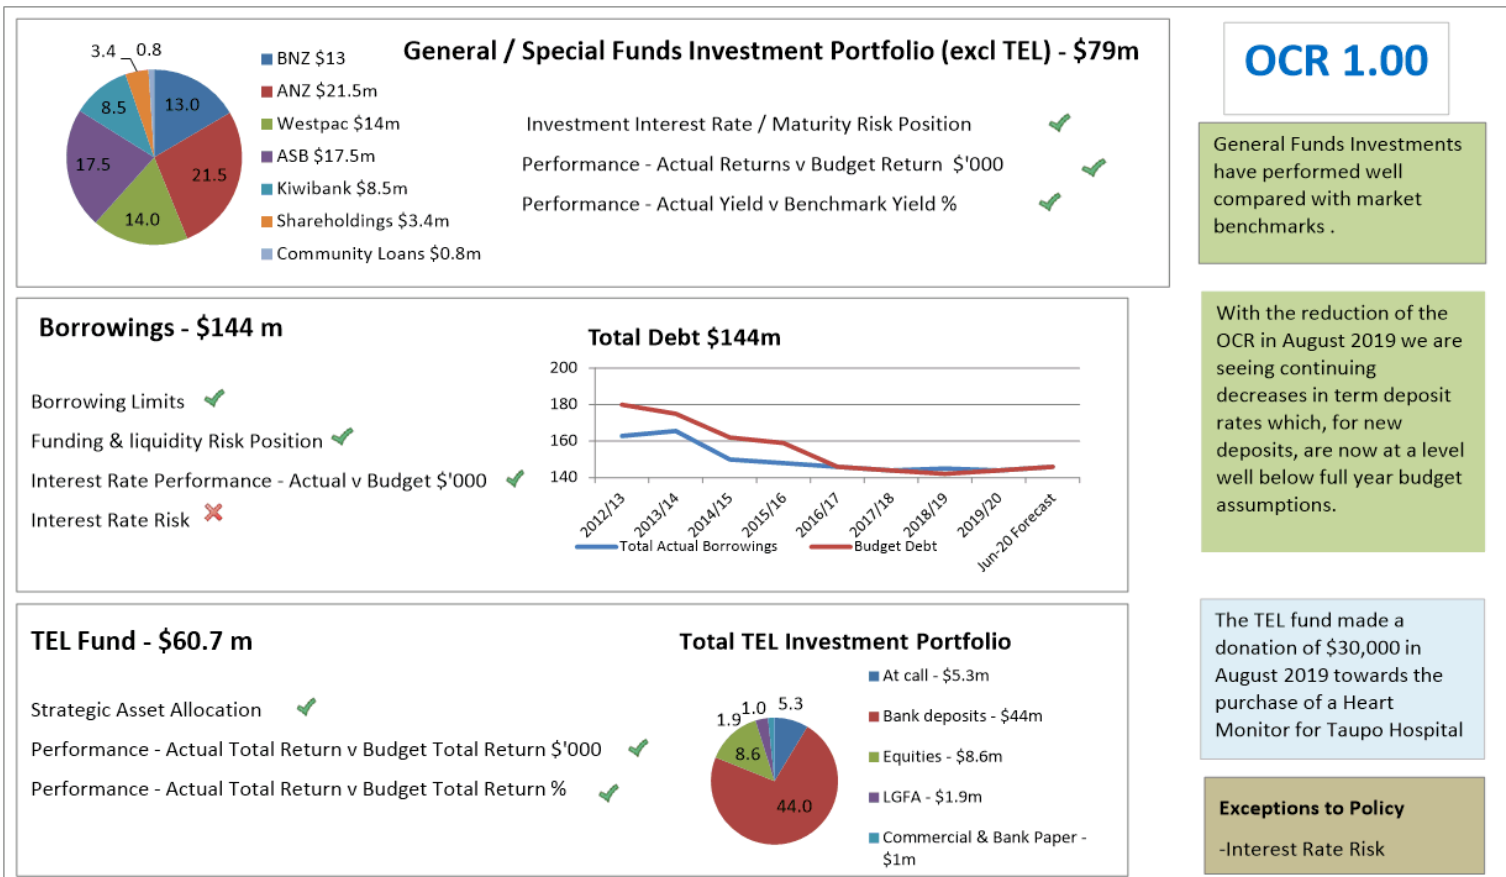 General / Special Funds Investment Portfolio (excl TEL) - $79m
3.4
0.8
13.0
8.5
17.5
21.5
14.0
BNZ $13
ANZ $21.5m
Westpac $14m
ASB $17.5m
Kiwibank $8.5m
Shareholdings $3.4m
Community Loans $0.8m
Investment Interest Rate / Maturity Risk Position
Performance - Actual Returns v Budget Return $'000
Performance - Actual Yield v Benchmark Yield %
OCR 1.00
General Funds Investments
have performed well
compared with market
benchmarks .
Borrowings - $144 m
Borrowing Limits
Funding & liquidity Risk Position
Interest Rate Performance - Actual v Budget $'000
Interest Rate Risk
Total Debt $144m
200
180
160
140
2012/13
2013/14
2014/15
2015/16
2016/17
2017/18
2018/19
2019/20
Jun-20 Forecast
Total Actual Borrowings
Budget Debt
With the reduction of the
OCR in August 2019 we are
seeing continuing
decreases in term deposit
rates which, for new
deposits, are now at a level
well below full year budget
assumptions.
TEL Fund - $60.7 m
Strategic Asset Allocation
Performance - Actual Total Return v Budget Total Return $'000
Performance - Actual Total Return v Budget Total Return %
Total TEL Investment Portfolio
1.9
1.0
5.3
8.6
44.0
At call - $5.3m
Bank deposits - $44m
Equities - $8.6m
LGFA - $1.9m
Commercial & Bank Paper -
$1m
The TEL fund made a
donation of $30,000 in
August 2019 towards the
purchase of a Heart
Monitor for Taupo Hospital
Exceptions to Policy
-Interest Rate Risk